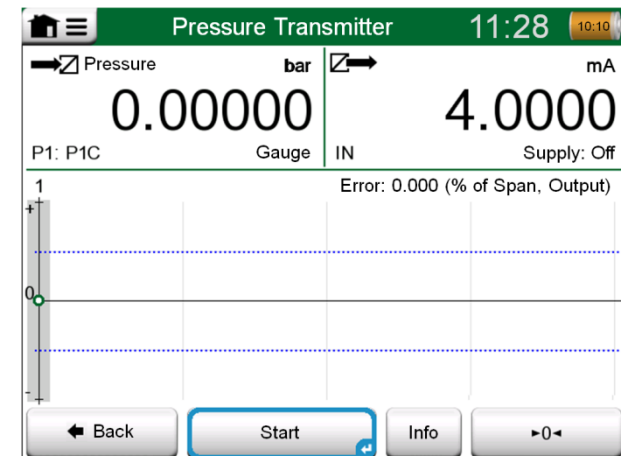 Pressure Transmitter 11:28 10:10
Pressure bar mA
0.00000 4.0000
P1: P1C Gauge IN Supply: Off
1 Error: 0.000 (% of Span, Output)
+
0
-
Back Start Info ►0◄